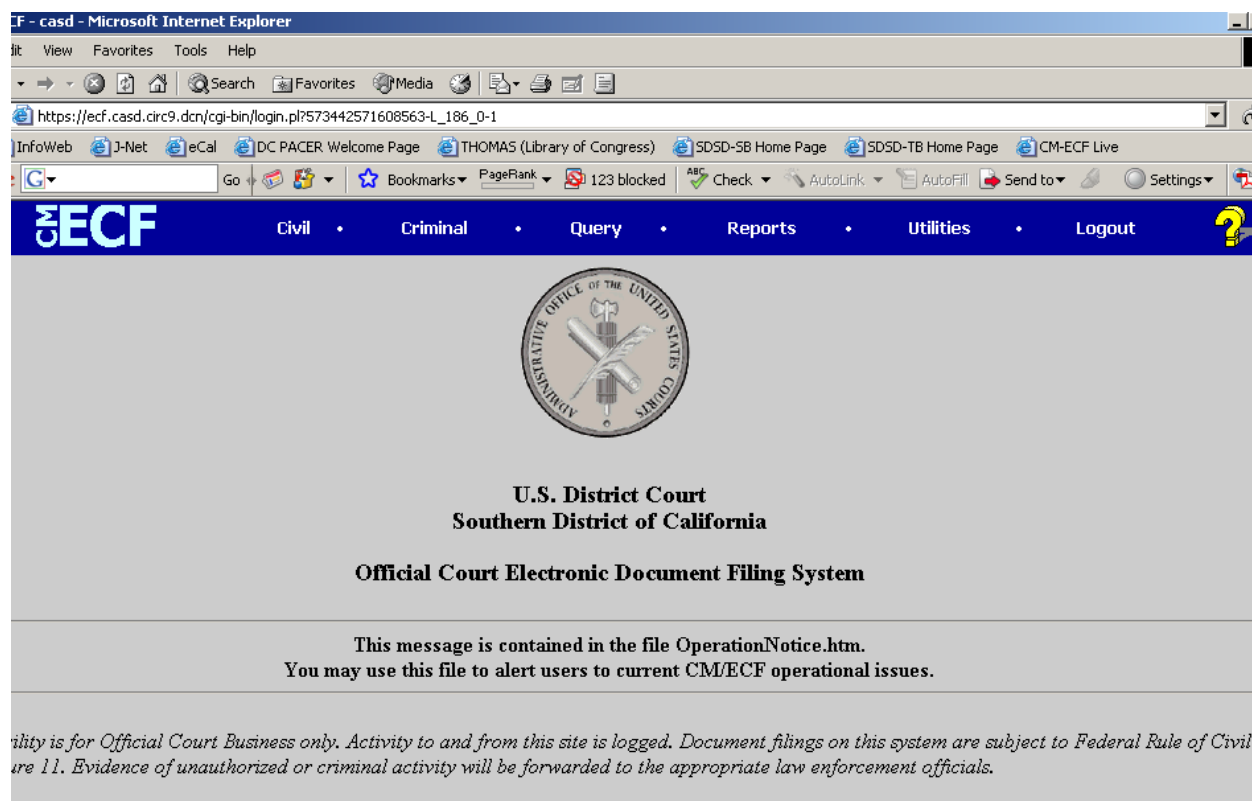 CF - casd - Microsoft Internet Explorer
dit View Favorites Tools Help
Search Favorites Media
https://ecf.casd.circ9.dcn/cgi-bin/login.pl?573442571608563-L_186_0-1
InfoWeb J-Net eCal DC PACER Welcome Page THOMAS (Library of Congress) SDSD-SB Home Page SDSD-TB Home Page CM-ECF Live
G Go Bookmarks PageRank 123 blocked ABC Check AutoLink AutoFill Send to Settings
CM ECF Civil • Criminal • Query • Reports • Utilities • Logout ?
ADMINISTRATIVE OFFICE OF THE UNITED STATES COURTS
U.S. District Court
Southern District of California
Official Court Electronic Document Filing System
This message is contained in the file OperationNotice.htm.
You may use this file to alert users to current CM/ECF operational issues.
ility is for Official Court Business only. Activity to and from this site is logged. Document filings on this system are subject to Federal Rule of Civil
ure 11. Evidence of unauthorized or criminal activity will be forwarded to the appropriate law enforcement officials.